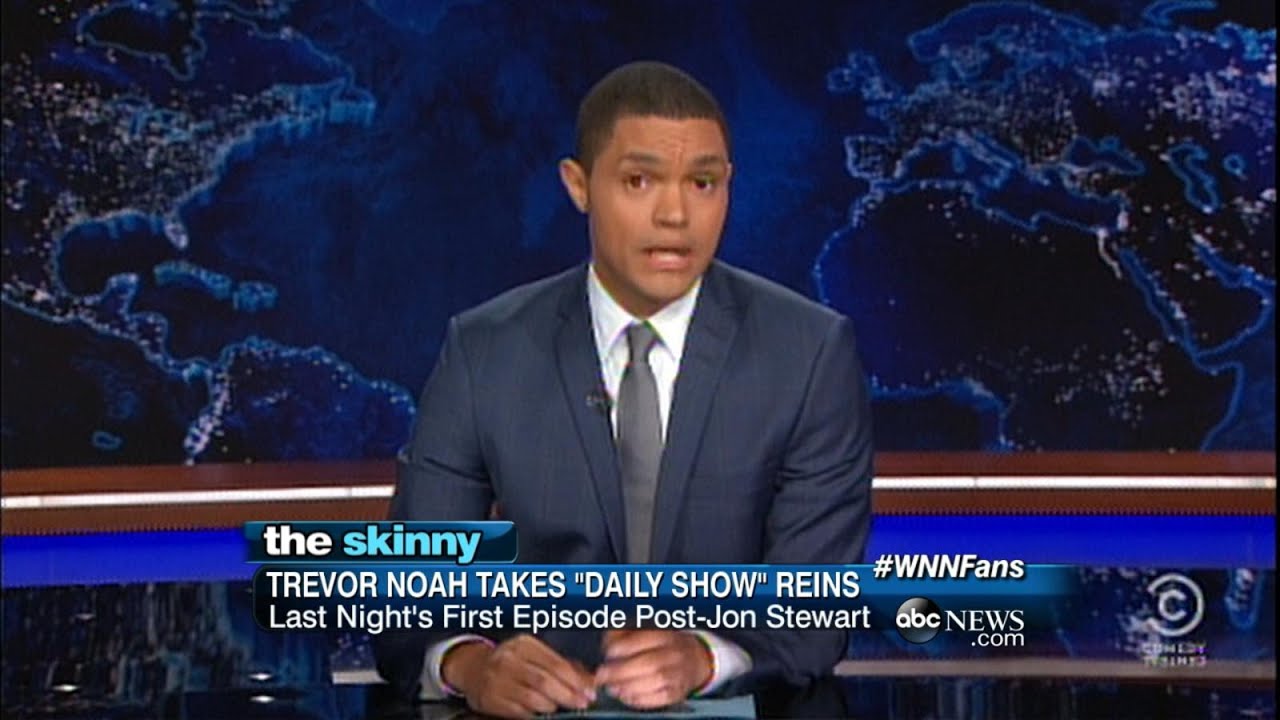 the skinny
#WNNFans
TREVOR NOAH TAKES "DAILY SHOW" REINS
Last Night's First Episode Post-Jon Stewart
abc NEWS
.com
COMEDY